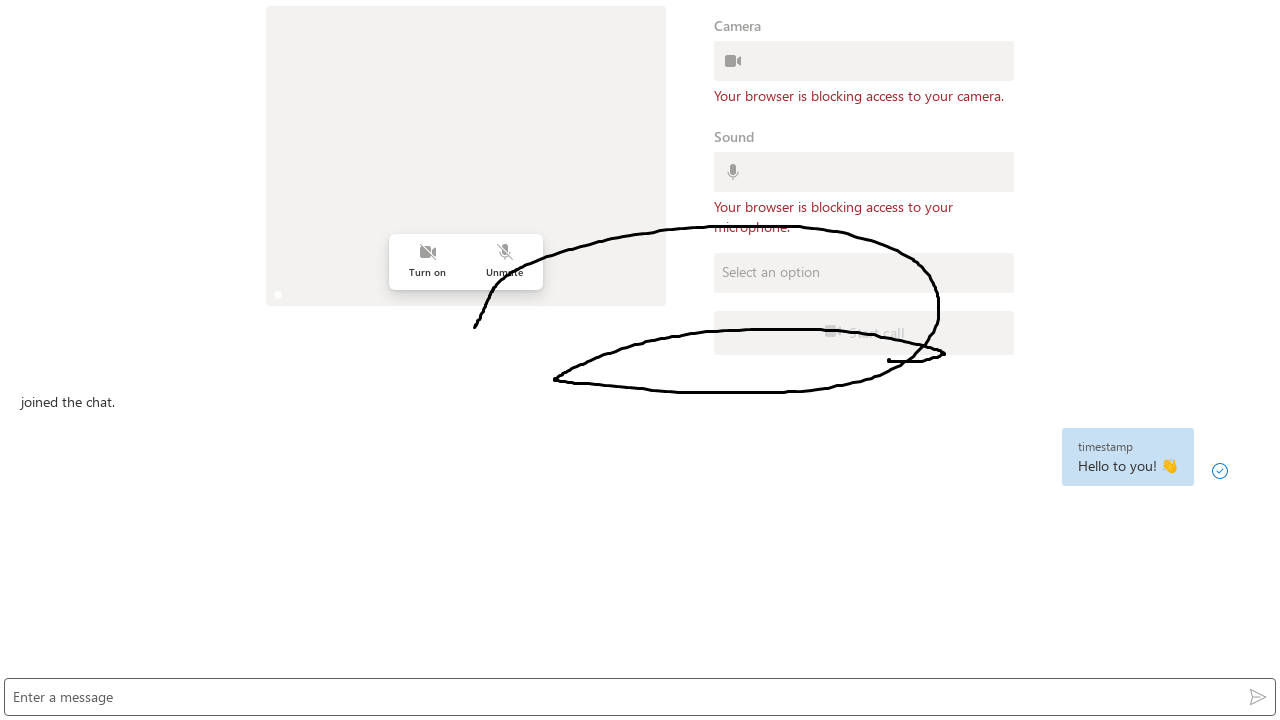 Camera
Your browser is blocking access to your camera.
Sound
Your browser is blocking access to your
microphone.
Turn on
Unmute
Select an option
Start call
joined the chat.
timestamp
Hello to you! 👋
Enter a message